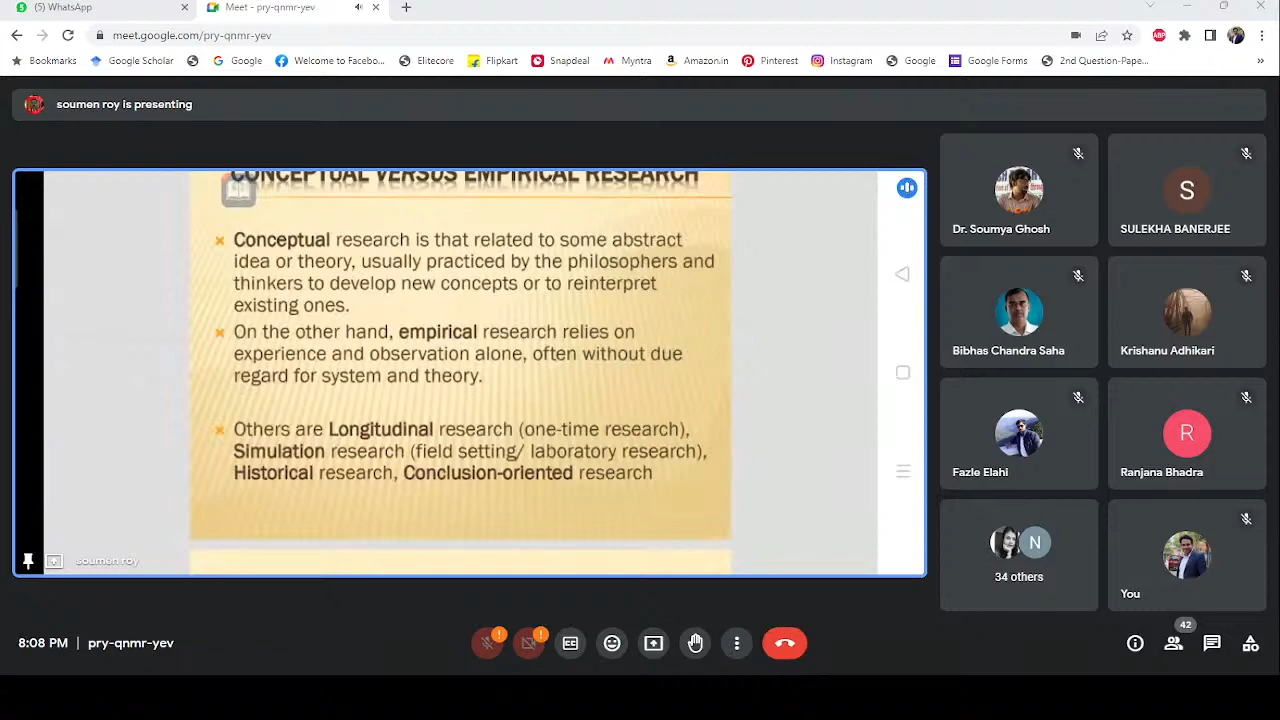 (5) WhatsApp
Meet - pry-qnmr-yev
meet.google.com/pry-qnmr-yev
ABP
Bookmarks
Google Scholar
Google
Welcome to Facebo...
Elitecore
Flipkart
Snapdeal
Myntra
Amazon.in
Pinterest
Instagram
Google
Google Forms
2nd Question-Pape...
soumen roy is presenting
CONCEPTUAL VERSUS EMPIRICAL RESEARCH
Conceptual research is that related to some abstract
idea or theory, usually practiced by the philosophers and
thinkers to develop new concepts or to reinterpret
existing ones.
On the other hand, empirical research relies on
experience and observation alone, often without due
regard for system and theory.
Others are Longitudinal research (one-time research),
Simulation research (field setting/ laboratory research),
Historical research, Conclusion-oriented research
soumen roy
Dr. Soumya Ghosh
S
SULEKHA BANERJEE
Bibhas Chandra Saha
Krishanu Adhikari
Fazle Elahi
R
Ranjana Bhadra
N
34 others
You
8:08 PM | pry-qnmr-yev
42